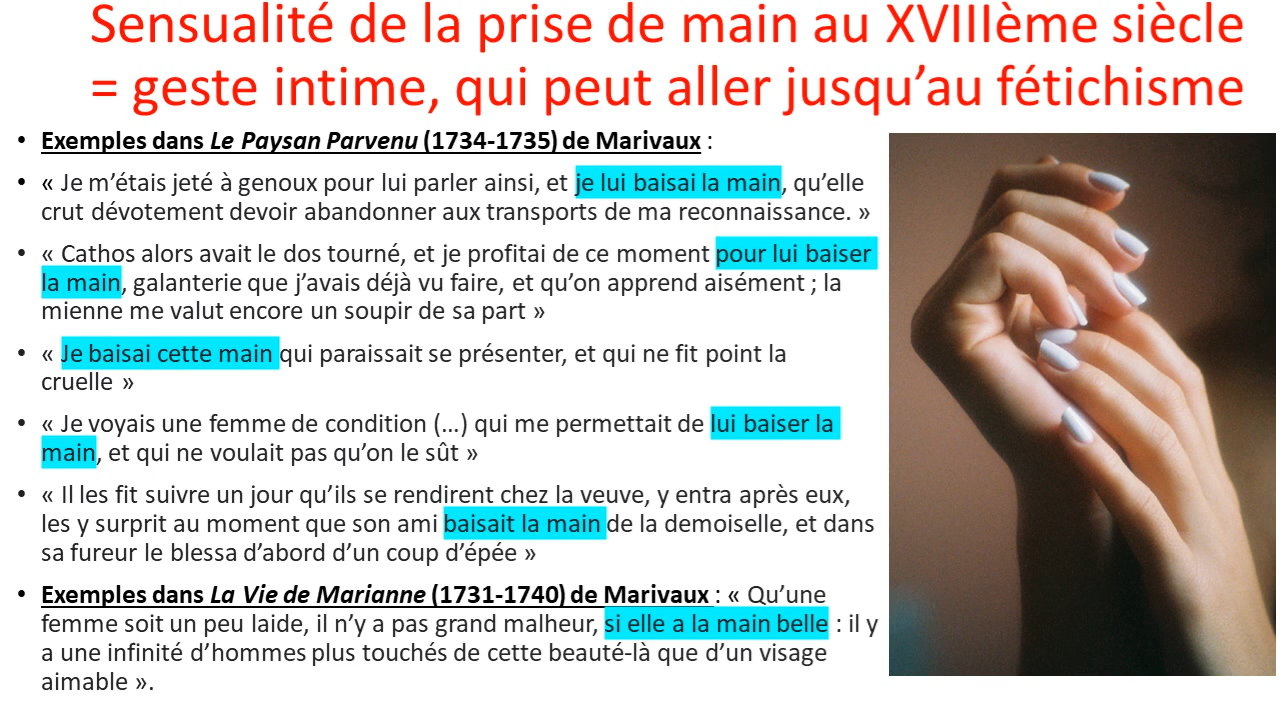 Sensualité de la prise de main au XVIIIème siècle
= geste intime, qui peut aller jusqu’au fétichisme
• Exemples dans Le Paysan Parvenu (1734-1735) de Marivaux :
• « Je m’étais jeté à genoux pour lui parler ainsi, et je lui baisai la main, qu’elle
crut dévotement devoir abandonner aux transports de ma reconnaissance. »
• « Cathos alors avait le dos tourné, et je profitai de ce moment pour lui baiser
la main, galanterie que j’avais déjà vu faire, et qu’on apprend aisément ; la
mienne me valut encore un soupir de sa part »
• « Je baisai cette main qui paraissait se présenter, et qui ne fit point la
cruelle »
• « Je voyais une femme de condition (…) qui me permettait de lui baiser la
main, et qui ne voulait pas qu’on le sût »
• « Il les fit suivre un jour qu’ils se rendirent chez la veuve, y entra après eux,
les y surprit au moment que son ami baisait la main de la demoiselle, et dans
sa fureur le blessa d’abord d’un coup d’épée »
• Exemples dans La Vie de Marianne (1731-1740) de Marivaux : « Qu’une
femme soit un peu laide, il n’y a pas grand malheur, si elle a la main belle : il y
a une infinité d’hommes plus touchés de cette beauté-là que d’un visage
aimable ».